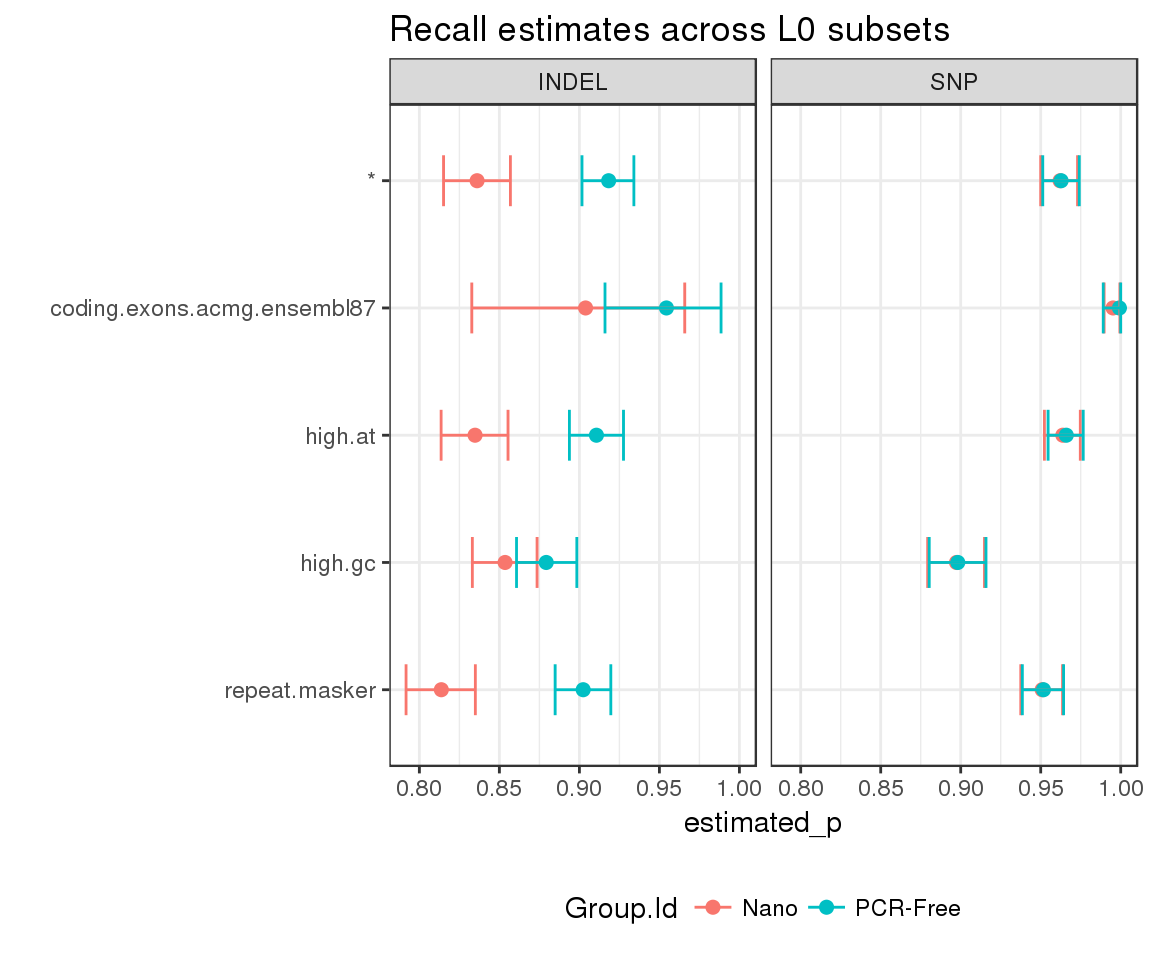 Recall estimates across L0 subsets
INDEL SNP
*
coding.exons.acmg.ensembl87
high.at
high.gc
repeat.masker
0.80 0.85 0.90 0.95 1.00 0.80 0.85 0.90 0.95 1.00
estimated_p
Group.Id Nano PCR-Free